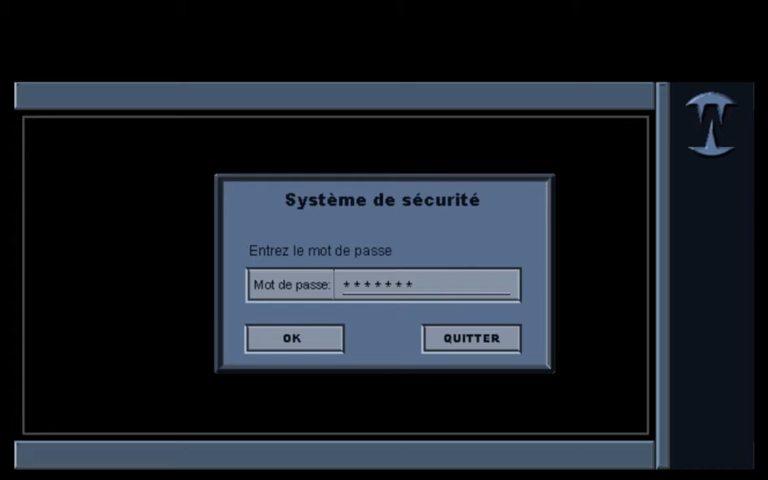 Système de sécurité
Entrez le mot de passe
Mot de passe: *******
OK
QUITTER